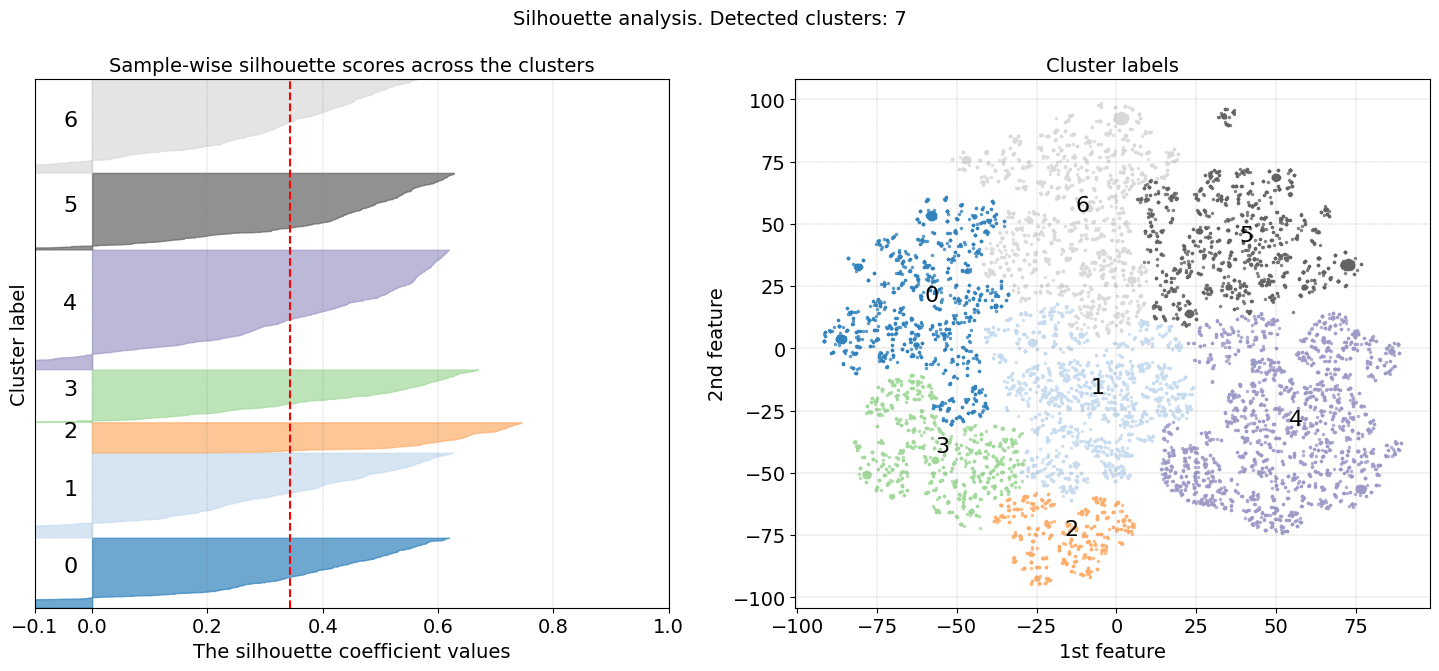 Silhouette analysis. Detected clusters: 7
Sample-wise silhouette scores across the clusters
Cluster label
6
5
4
3
2
1
0
−0.1 0.0 0.2 0.4 0.6 0.8 1.0
The silhouette coefficient values
Cluster labels
2nd feature
100
75
50
25
0
−25
−50
−75
−100
6
5
0
1
4
3
2
−100 −75 −50 −25 0 25 50 75
1st feature